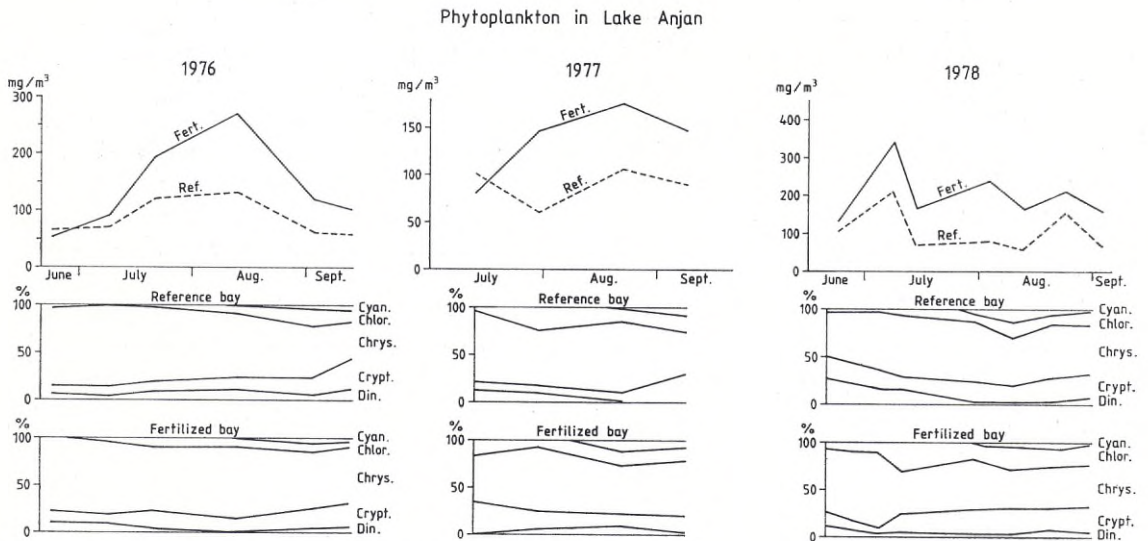 Phytoplankton in Lake Anjan
1976
mg/m³
300
200
100
0
Fert.
Ref.
June July Aug. Sept.
1977
mg/m³
150
100
50
0
Fert.
Ref.
July Aug. Sept.
1978
mg/m³
400
300
200
100
0
Fert.
Ref.
June July Aug. Sept.
%
100
50
0
Reference bay
Cyan.
Chlor.
Chrys.
Crypt.
Din.
100
50
0
Reference bay
100
50
0
Reference bay
Cyan.
Chlor.
Chrys.
Crypt.
Din.
%
100
50
0
Fertilized bay
Cyan.
Chlor.
Chrys.
Crypt.
Din.
%
100
50
0
Fertilized bay
%
100
50
0
Fertilized bay
Cyan.
Chlor.
Chrys.
Crypt.
Din.